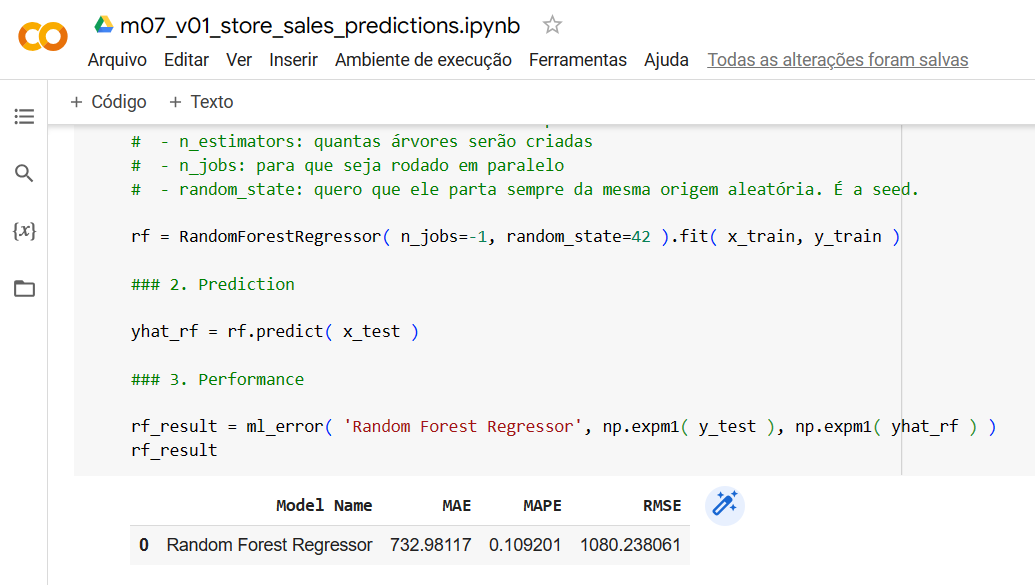 m07_v01_store_sales_predictions.ipynb
Arquivo Editar Ver Inserir Ambiente de execução Ferramentas Ajuda Todas as alterações foram salvas
+ Código + Texto
# - n_estimators: quantas árvores serão criadas
# - n_jobs: para que seja rodado em paralelo
# - random_state: quero que ele parta sempre da mesma origem aleatória. É a seed.
{x}
rf = RandomForestRegressor( n_jobs=-1, random_state=42 ).fit( x_train, y_train )
### 2. Prediction
yhat_rf = rf.predict( x_test )
### 3. Performance
rf_result = ml_error( 'Random Forest Regressor', np.expm1( y_test ), np.expm1( yhat_rf ) )
rf_result
Model Name MAE MAPE RMSE
0 Random Forest Regressor 732.98117 0.109201 1080.238061